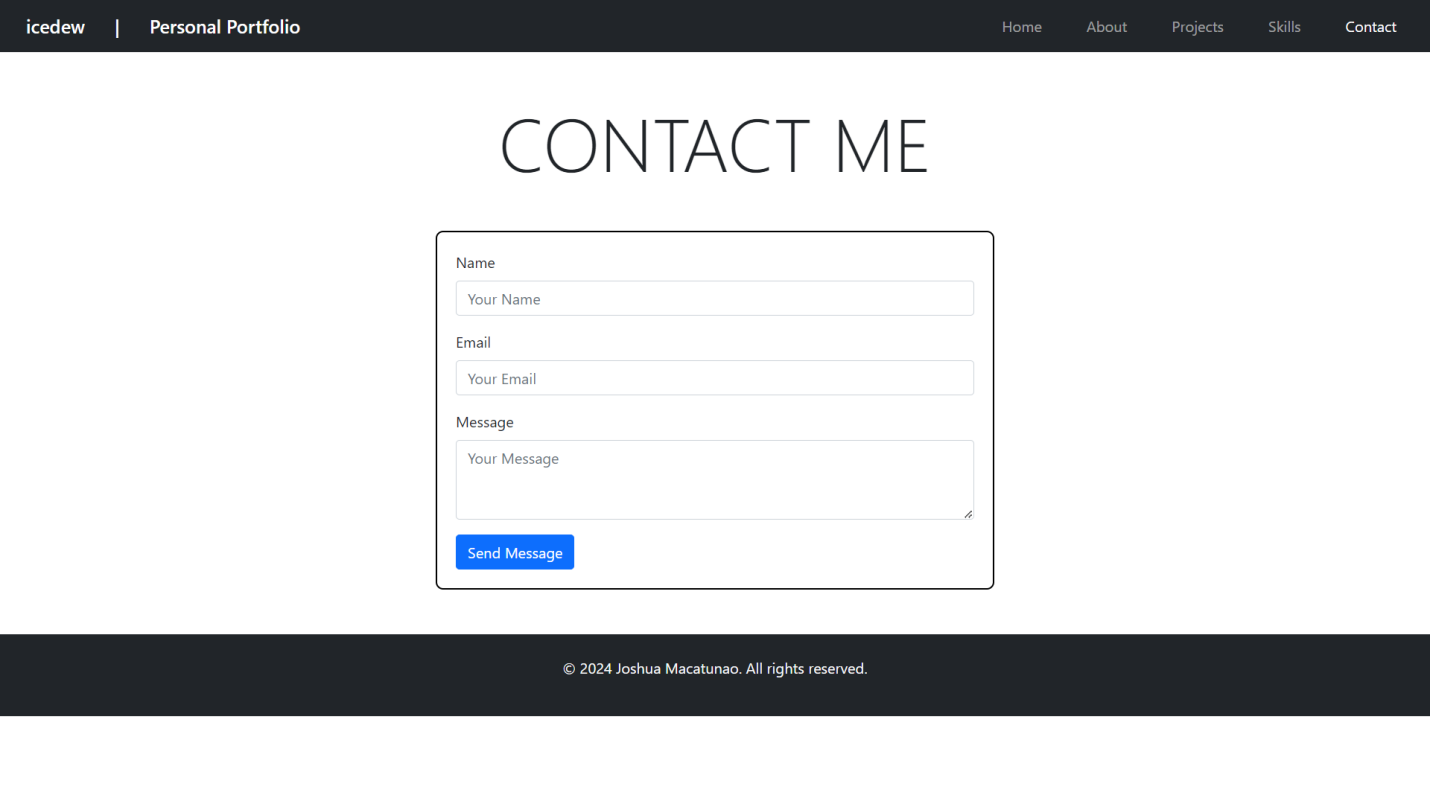 icedew | Personal Portfolio Home About Projects Skills Contact
CONTACT ME
Name
Your Name
Email
Your Email
Message
Your Message
Send Message
© 2024 Joshua Macatunao. All rights reserved.